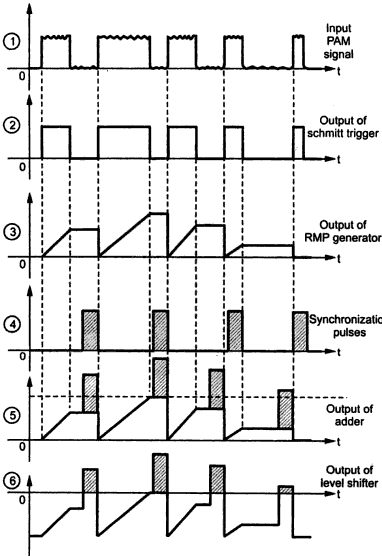 1
Input
PAM
signal
0
t
2
Output of
schmitt trigger
0
t
3
Output of
RMP generator
0
t
4
Synchronizatic
pulses
0
t
5
Output of
adder
0
t
6
Output of
level shifter
0
t